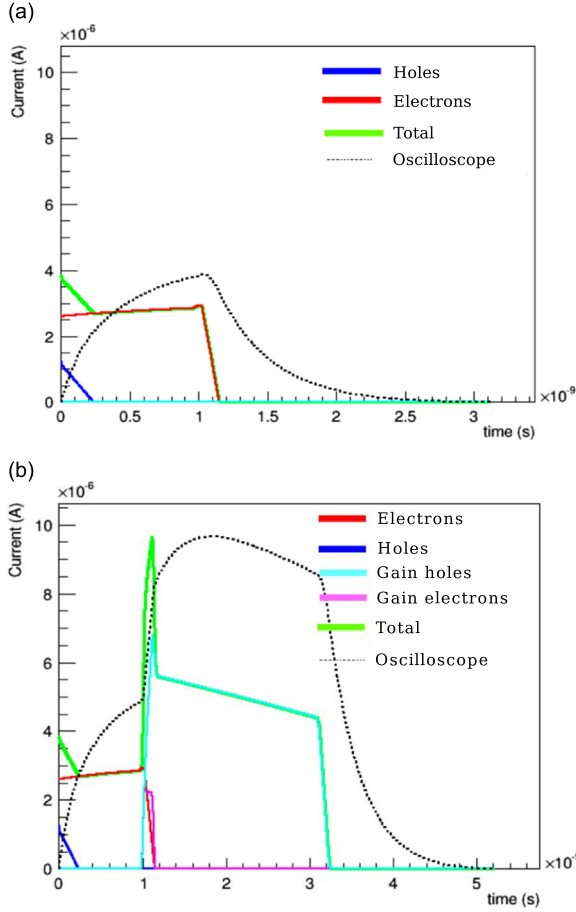 (a)
×10⁻⁶
Current (A)
10
8
6
4
2
0
Holes
Electrons
Total
Oscilloscope
0 0.5 1 1.5 2 2.5 3
×10⁻⁹
time (s)
(b)
×10⁻⁶
Current (A)
10
8
6
4
2
0
Electrons
Holes
Gain holes
Gain electrons
Total
Oscilloscope
0 1 2 3 4 5
time (s)